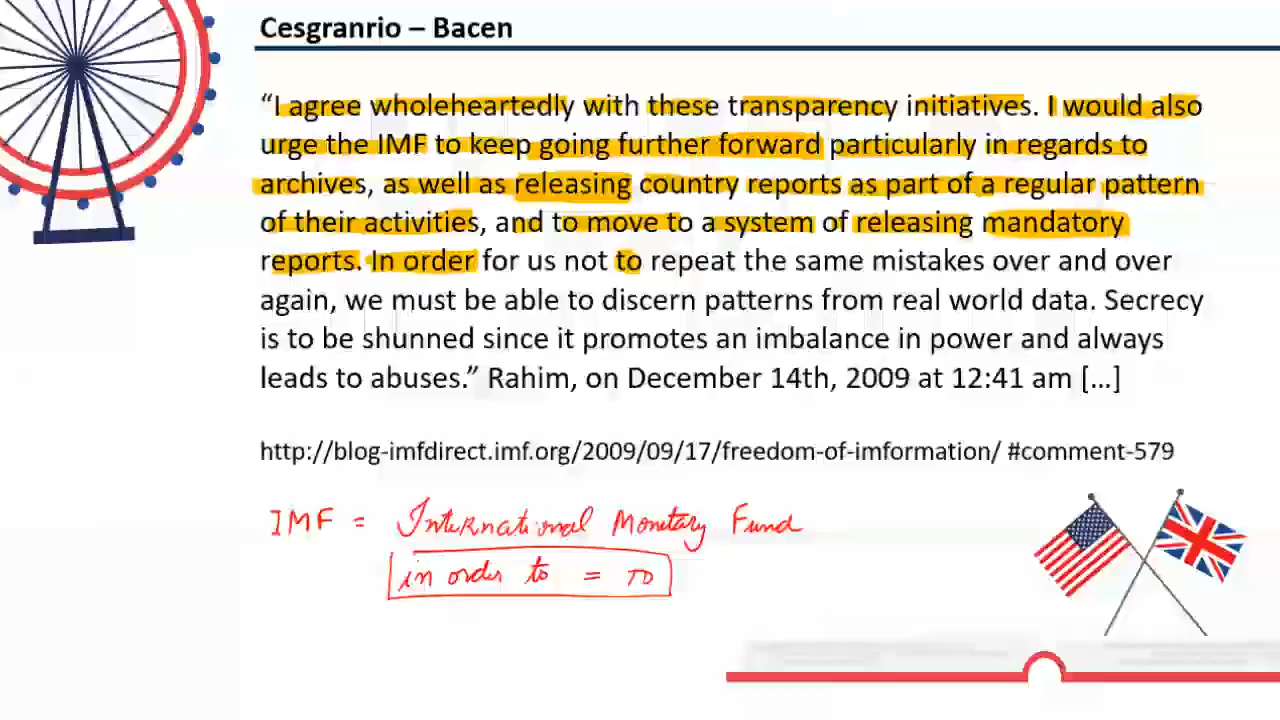 Cesgranrio – Bacen
“I agree wholeheartedly with these transparency initiatives. I would also
urge the IMF to keep going further forward particularly in regards to
archives, as well as releasing country reports as part of a regular pattern
of their activities, and to move to a system of releasing mandatory
reports. In order for us not to repeat the same mistakes over and over
again, we must be able to discern patterns from real world data. Secrecy
is to be shunned since it promotes an imbalance in power and always
leads to abuses.” Rahim, on December 14th, 2009 at 12:41 am [...]
http://blog-imfdirect.imf.org/2009/09/17/freedom-of-imformation/ #comment-579
IMF = International Monetary Fund
in order to = to